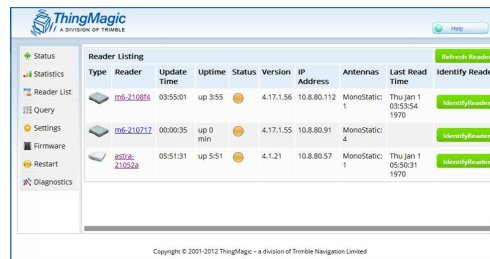 ThingMagic
A DIVISION OF TRIMBLE
Help
Status
Statistics
Reader List
Query
Settings
Firmware
Restart
Diagnostics
Reader Listing
Refresh Reader
Type Reader Update Time Uptime Status Version IP Address Antennas Last Read Time Identify Reade
m6-2108f4 03:55:01 up 3:55 4.17.1.56 10.8.80.112 MonoStatic: 1 Thu Jan 1 03:53:54 1970 IdentifyReader
m6-210717 00:00:35 up 0 min 4.17.1.55 10.8.80.91 MonoStatic: 4 IdentifyReader
astra-21052a 05:51:31 up 5:51 4.1.21 10.8.80.57 MonoStatic: 1 Thu Jan 1 05:50:31 1970 IdentifyReader
Copyright © 2001-2012 ThingMagic – a division of Trimble Navigation Limited